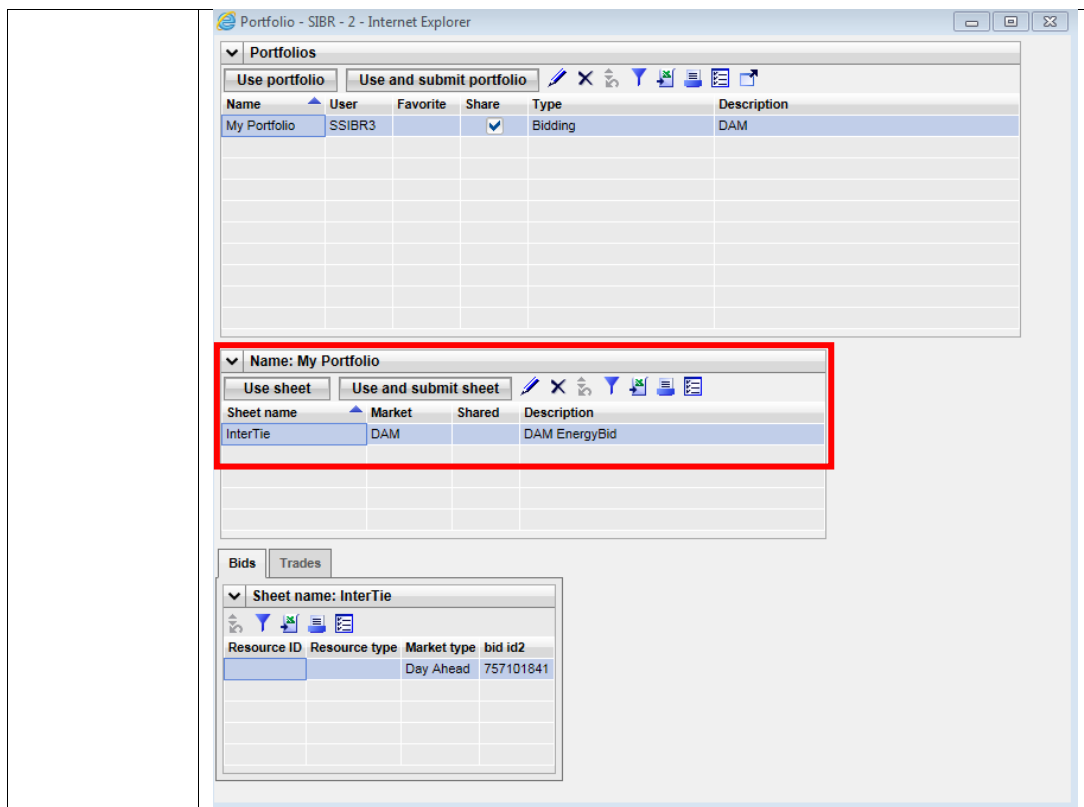 Portfolio - SIBR - 2 - Internet Explorer
Portfolios
Use portfolio Use and submit portfolio
Name User Favorite Share Type Description
My Portfolio SSIBR3 Bidding DAM
Name: My Portfolio
Use sheet Use and submit sheet
Sheet name Market Shared Description
InterTie DAM DAM EnergyBid
Bids Trades
Sheet name: InterTie
Resource ID Resource type Market type bid id2
Day Ahead 757101841